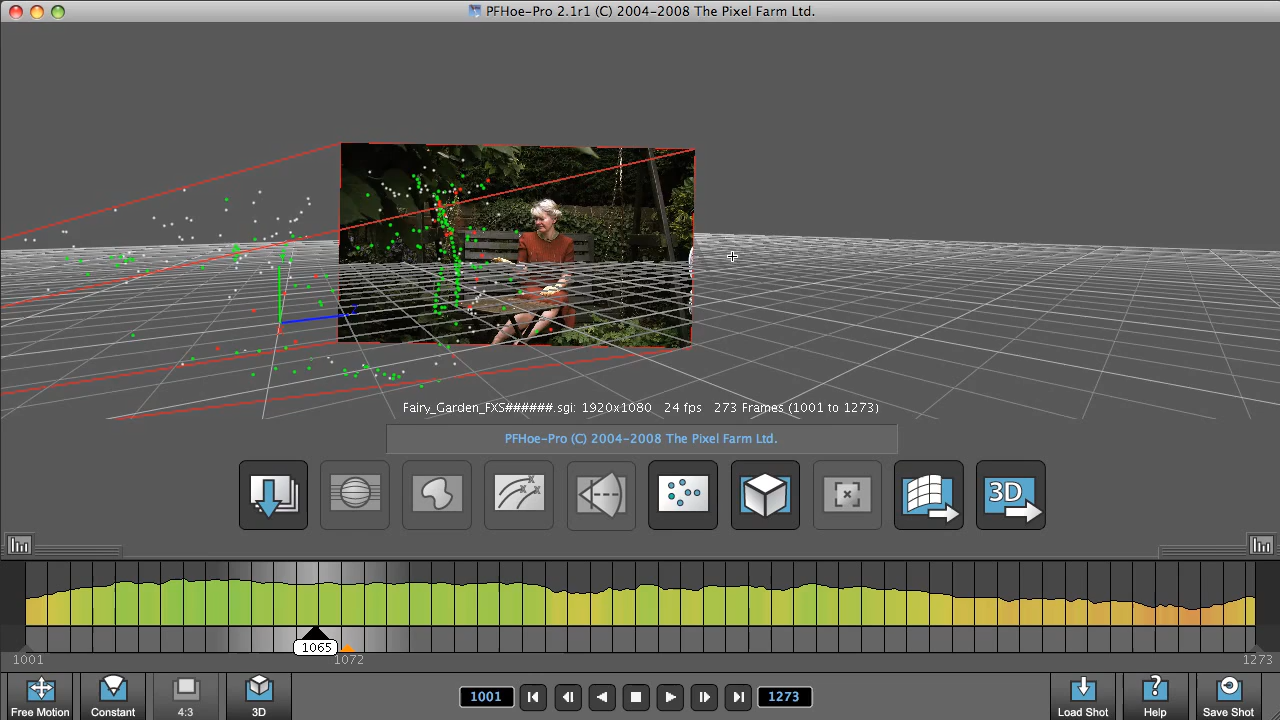 PFHoe-Pro 2.1r1 (C) 2004-2008 The Pixel Farm Ltd.
Z
Fairy_Garden_FXS######.sgi: 1920x1080 24 fps 273 Frames (1001 to 1273)
PFHoe-Pro (C) 2004-2008 The Pixel Farm Ltd.
3D
1065
1001 1072 1273
1001 1273
Free Motion Constant 4:3 3D Load Shot Help Save Shot